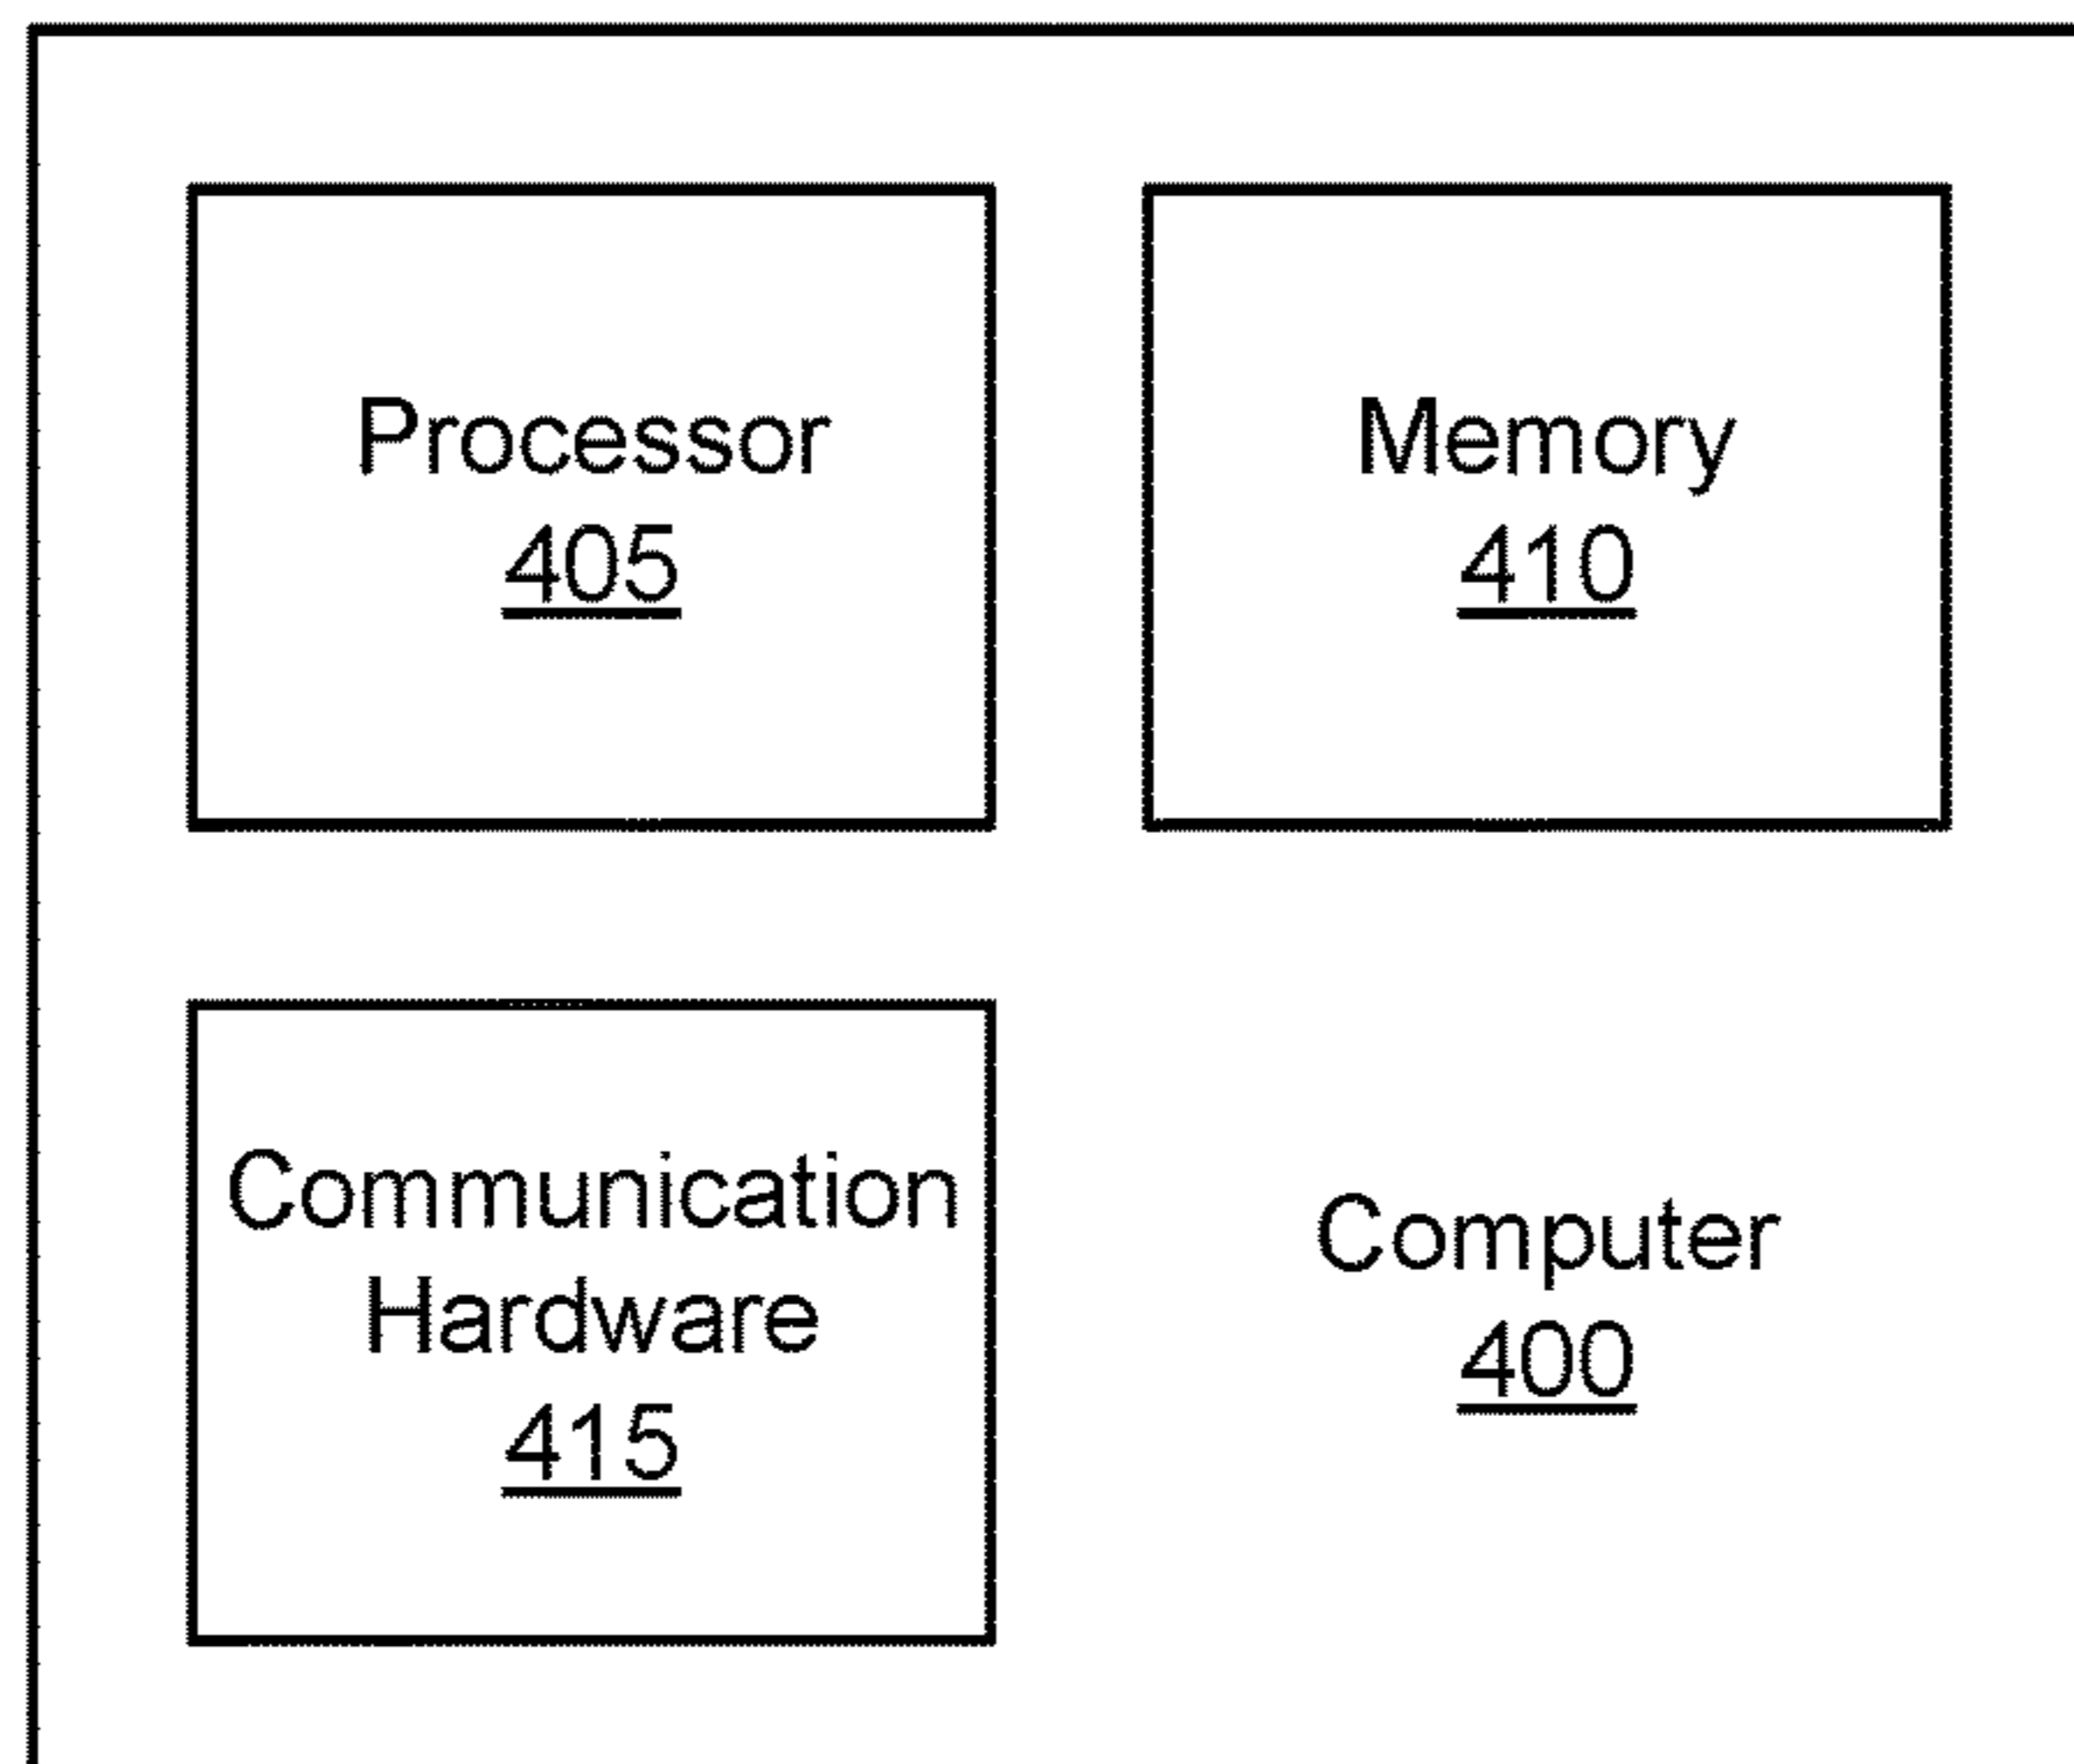 Processor
405
Memory
410
Communication
Hardware
415
Computer
400